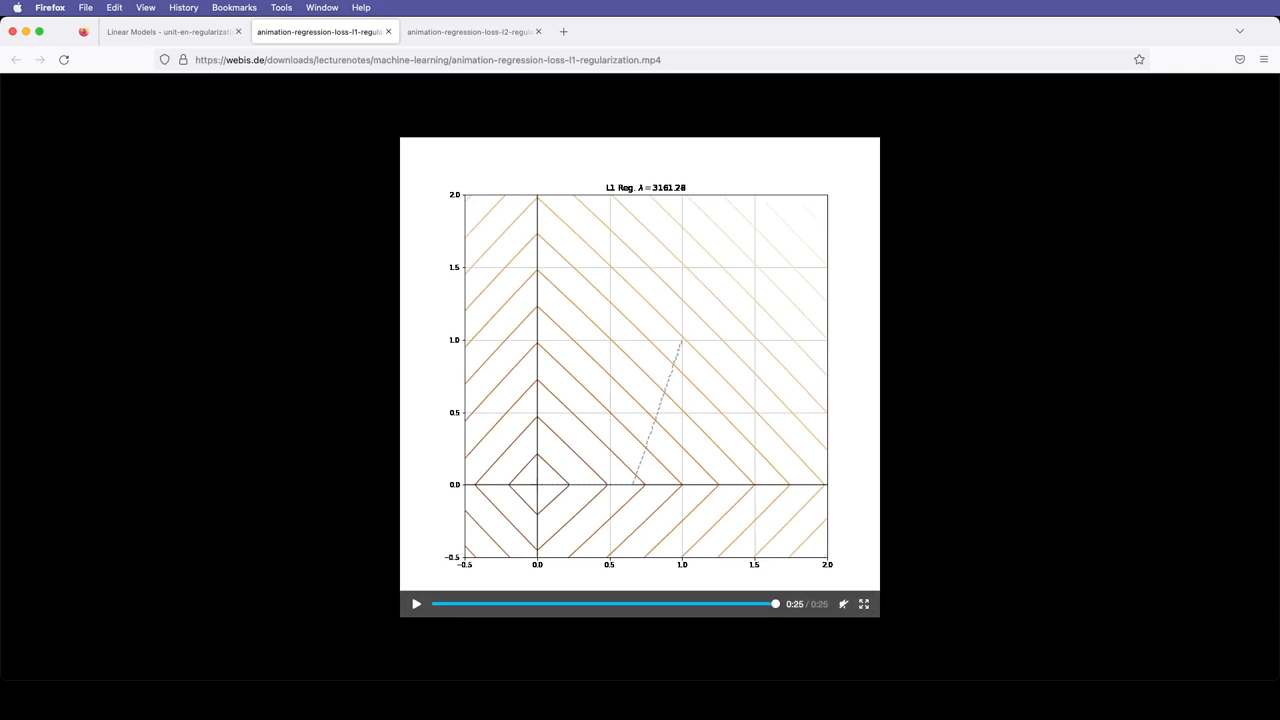 Firefox File Edit View History Bookmarks Tools Window Help
Linear Models - unit-en-regularizati
animation-regression-loss-l1-regula
animation-regression-loss-l2-regula
https://webis.de/downloads/lecturenotes/machine-learning/animation-regression-loss-l1-regularization.mp4
L1 Reg. λ = 3161.28
2.0
1.5
1.0
0.5
0.0
−0.5
−0.5 0.0 0.5 1.0 1.5 2.0
0:25 / 0:25